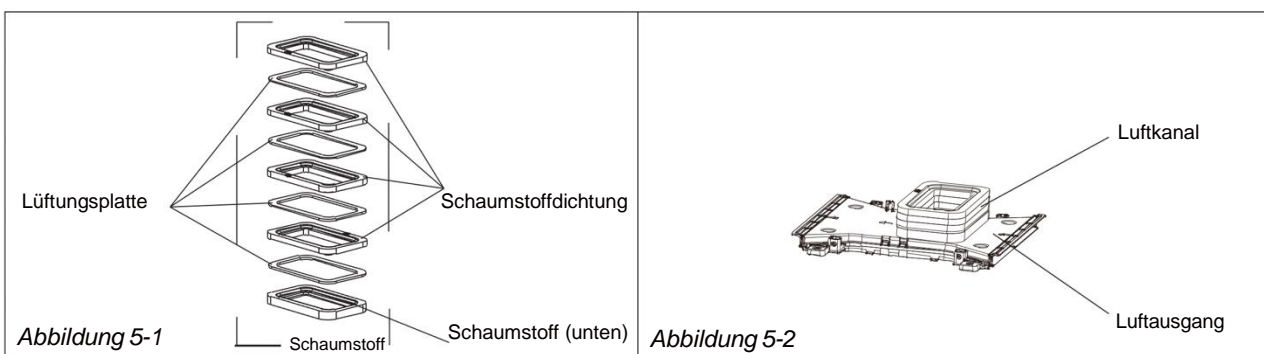 Lüftungsplatte
Schaumstoffdichtung
Schaumstoff (unten)
Schaumstoff
Abbildung 5-1
Luftkanal
Luftausgang
Abbildung 5-2